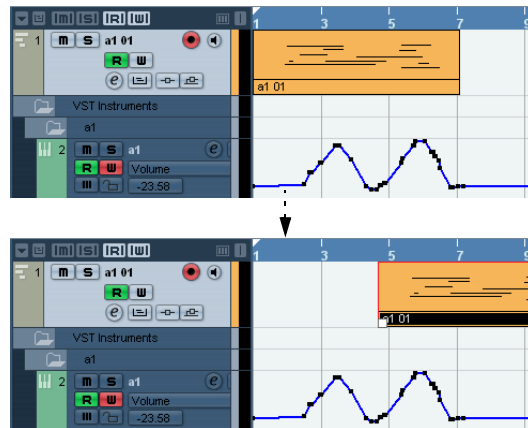 M S R W
1 3 5 7 9
1 M S a1 01
R W
e
a1 01
VST Instruments
a1
2 M S a1 e
R W Volume
-23.58
M S R W
1 3 5 7 9
1 M S a1 01
R W
e
a1 01
VST Instruments
a1
2 M S a1 e
R W Volume
-23.58